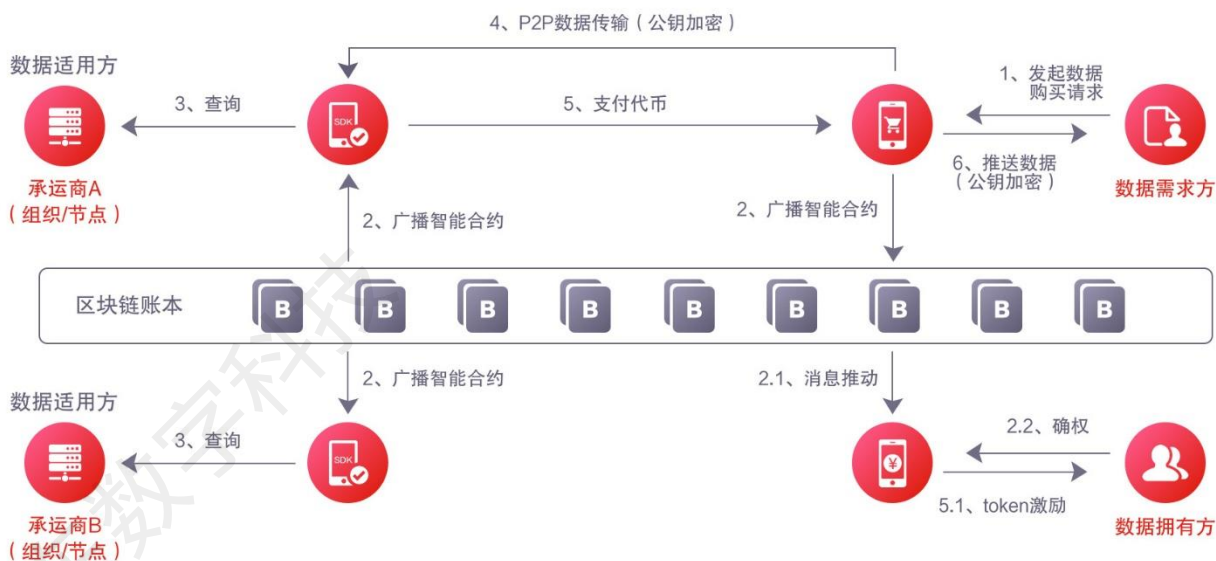 4、P2P数据传输（公钥加密）
数据适用方
3、查询
SDK
5、支付代币
1、发起数据
购买请求
6、推送数据
（公钥加密）
承运商A
（组织/节点）
数据需求方
2、广播智能合约
2、广播智能合约
区块链账本
B
B
B
B
B
B
B
B
B
2、广播智能合约
2.1、消息推动
数据适用方
3、查询
SDK
¥
2.2、确权
5.1、token激励
承运商B
（组织/节点）
数据拥有方
数字科技